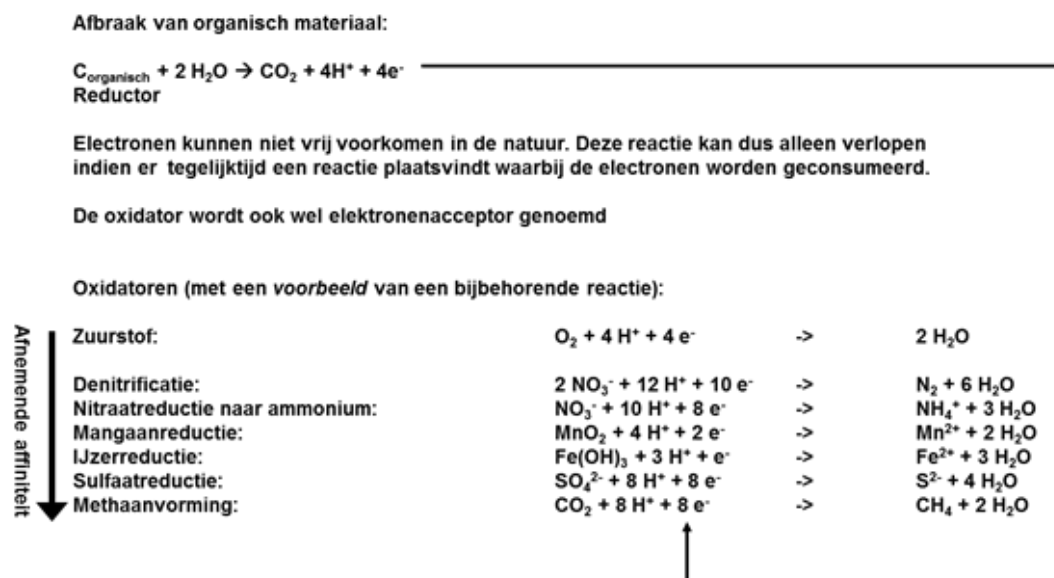 Afbraak van organisch materiaal:
C_organisch + 2 H₂O → CO₂ + 4H⁺ + 4e⁻
Reductor
Electronen kunnen niet vrij voorkomen in de natuur. Deze reactie kan dus alleen verlopen
indien er tegelijktijd een reactie plaatsvindt waarbij de electronen worden geconsumeerd.
De oxidator wordt ook wel elektronenacceptor genoemd
Oxidatoren (met een voorbeeld van een bijbehorende reactie):
Afnemende affiniteit
Zuurstof: O₂ + 4 H⁺ + 4 e⁻ -> 2 H₂O
Denitrificatie: 2 NO₃⁻ + 12 H⁺ + 10 e⁻ -> N₂ + 6 H₂O
Nitraatreductie naar ammonium: NO₃⁻ + 10 H⁺ + 8 e⁻ -> NH₄⁺ + 3 H₂O
Mangaanreductie: MnO₂ + 4 H⁺ + 2 e⁻ -> Mn²⁺ + 2 H₂O
IJzerreductie: Fe(OH)₃ + 3 H⁺ + e⁻ -> Fe²⁺ + 3 H₂O
Sulfaatreductie: SO₄²⁻ + 8 H⁺ + 8 e⁻ -> S²⁻ + 4 H₂O
Methaanvorming: CO₂ + 8 H⁺ + 8 e⁻ -> CH₄ + 2 H₂O